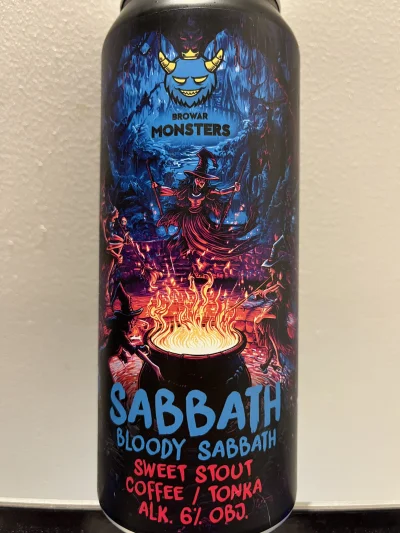 BROWAR
MONSTERS
SABBATH
BLOODY SABBATH
SWEET STOUT
COFFEE / TONKA
ALK. 6% OBJ.